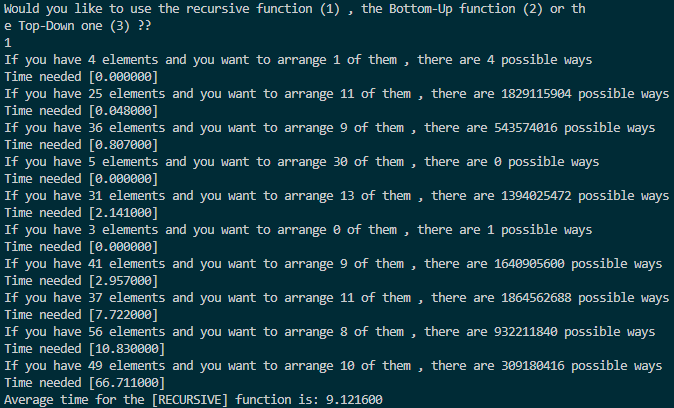 Would you like to use the recursive function (1) , the Bottom-Up function (2) or th
e Top-Down one (3) ??
1
If you have 4 elements and you want to arrange 1 of them , there are 4 possible ways
Time needed [0.000000]
If you have 25 elements and you want to arrange 11 of them , there are 1829115904 possible ways
Time needed [0.048000]
If you have 36 elements and you want to arrange 9 of them , there are 543574016 possible ways
Time needed [0.807000]
If you have 5 elements and you want to arrange 30 of them , there are 0 possible ways
Time needed [0.000000]
If you have 31 elements and you want to arrange 13 of them , there are 1394025472 possible ways
Time needed [2.141000]
If you have 3 elements and you want to arrange 0 of them , there are 1 possible ways
Time needed [0.000000]
If you have 41 elements and you want to arrange 9 of them , there are 1640905600 possible ways
Time needed [2.957000]
If you have 37 elements and you want to arrange 11 of them , there are 1864562688 possible ways
Time needed [7.722000]
If you have 56 elements and you want to arrange 8 of them , there are 932211840 possible ways
Time needed [10.830000]
If you have 49 elements and you want to arrange 10 of them , there are 309180416 possible ways
Time needed [66.711000]
Average time for the [RECURSIVE] function is: 9.121600